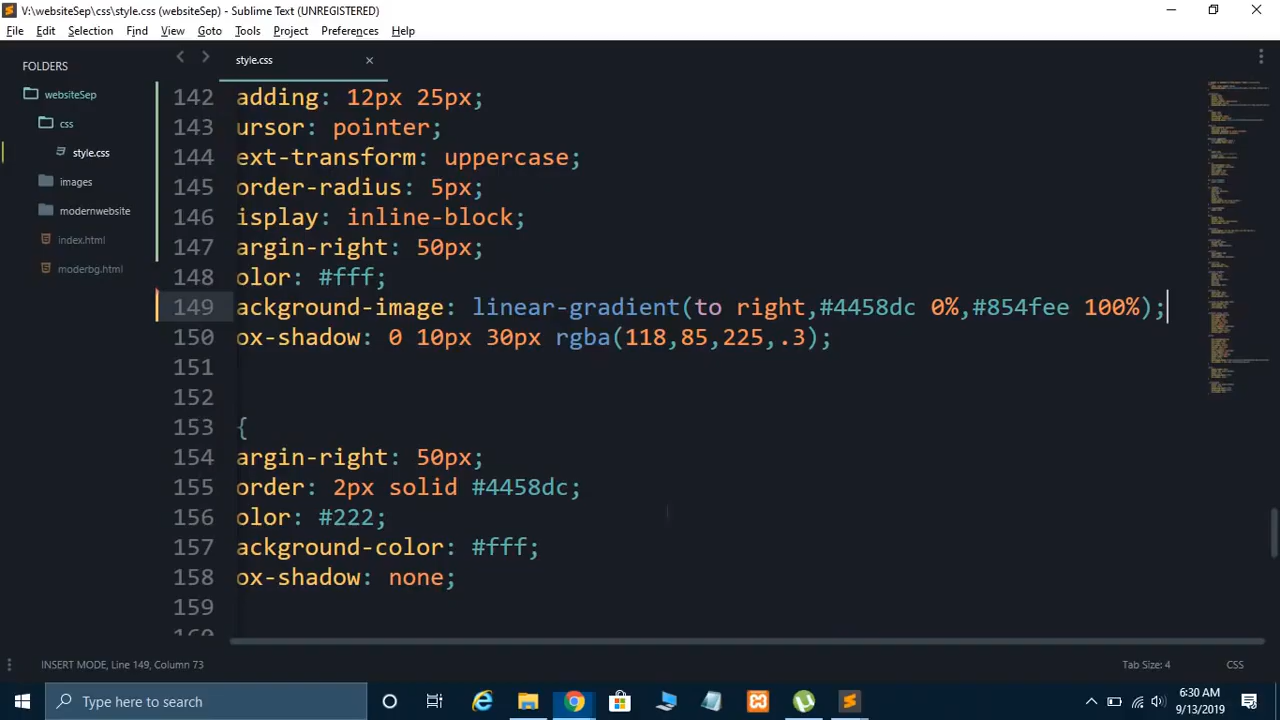 V:\websiteSep\css\style.css (websiteSep) - Sublime Text (UNREGISTERED)
File Edit Selection Find View Goto Tools Project Preferences Help
FOLDERS
websiteSep
css
style.css
images
modernwebsite
index.html
moderbg.html
style.css
142 adding: 12px 25px;
143 ursor: pointer;
144 ext-transform: uppercase;
145 order-radius: 5px;
146 isplay: inline-block;
147 argin-right: 50px;
148 olor: #fff;
149 ackground-image: linear-gradient(to right,#4458dc 0%,#854fee 100%);
150 ox-shadow: 0 10px 30px rgba(118,85,225,.3);
151
152
153 {
154 argin-right: 50px;
155 order: 2px solid #4458dc;
156 olor: #222;
157 ackground-color: #fff;
158 ox-shadow: none;
159
160
INSERT MODE, Line 149, Column 73
Tab Size: 4
CSS
Type here to search
6:30 AM
9/13/2019